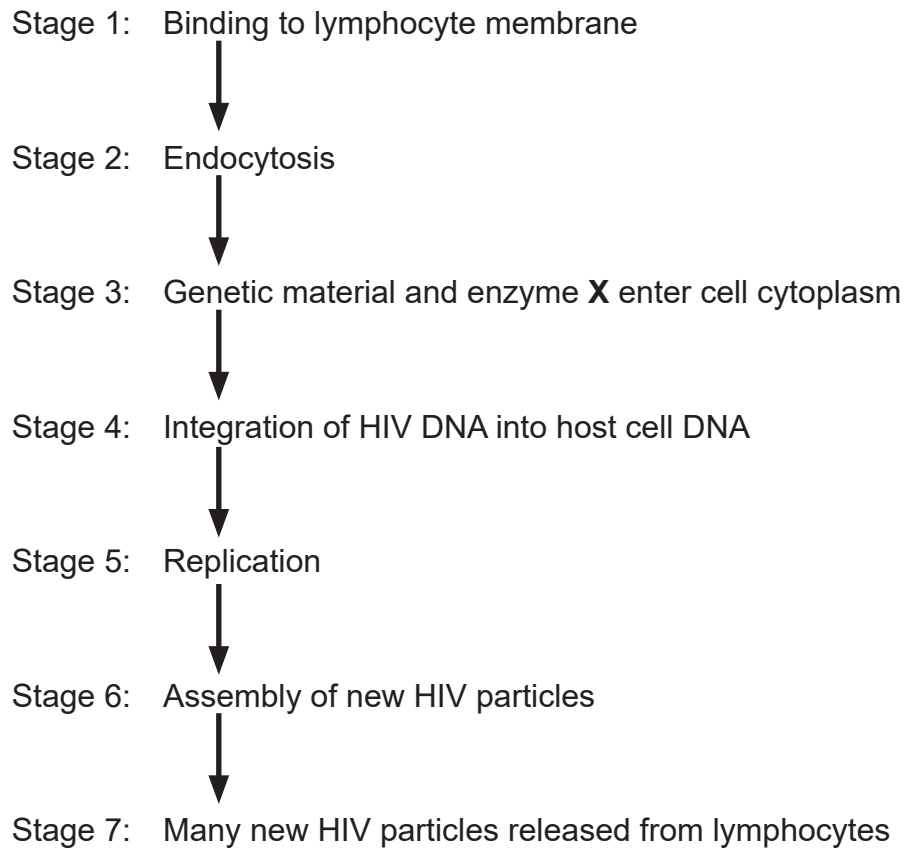 Stage 1: Binding to lymphocyte membrane
Stage 2: Endocytosis
Stage 3: Genetic material and enzyme X enter cell cytoplasm
Stage 4: Integration of HIV DNA into host cell DNA
Stage 5: Replication
Stage 6: Assembly of new HIV particles
Stage 7: Many new HIV particles released from lymphocytes